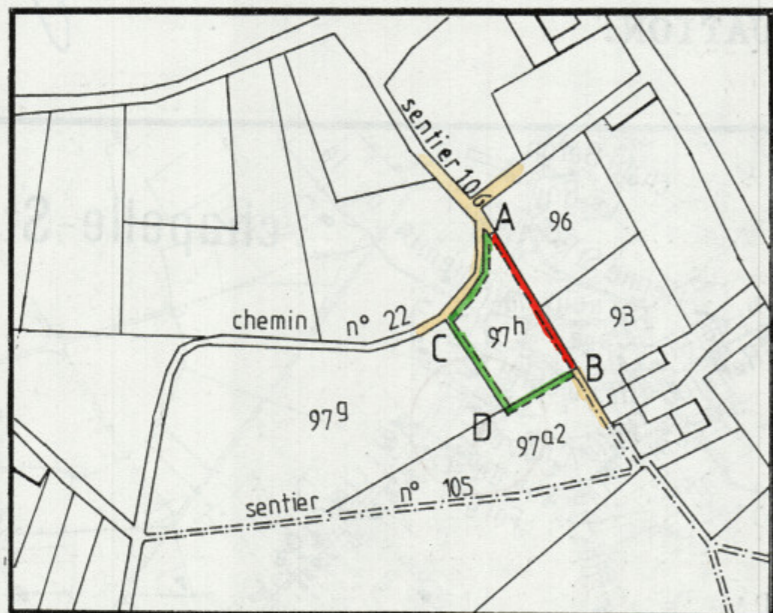 sentier 106
A
96
chemin n° 22
97h
93
C
B
97g
D
97a2
sentier n° 105